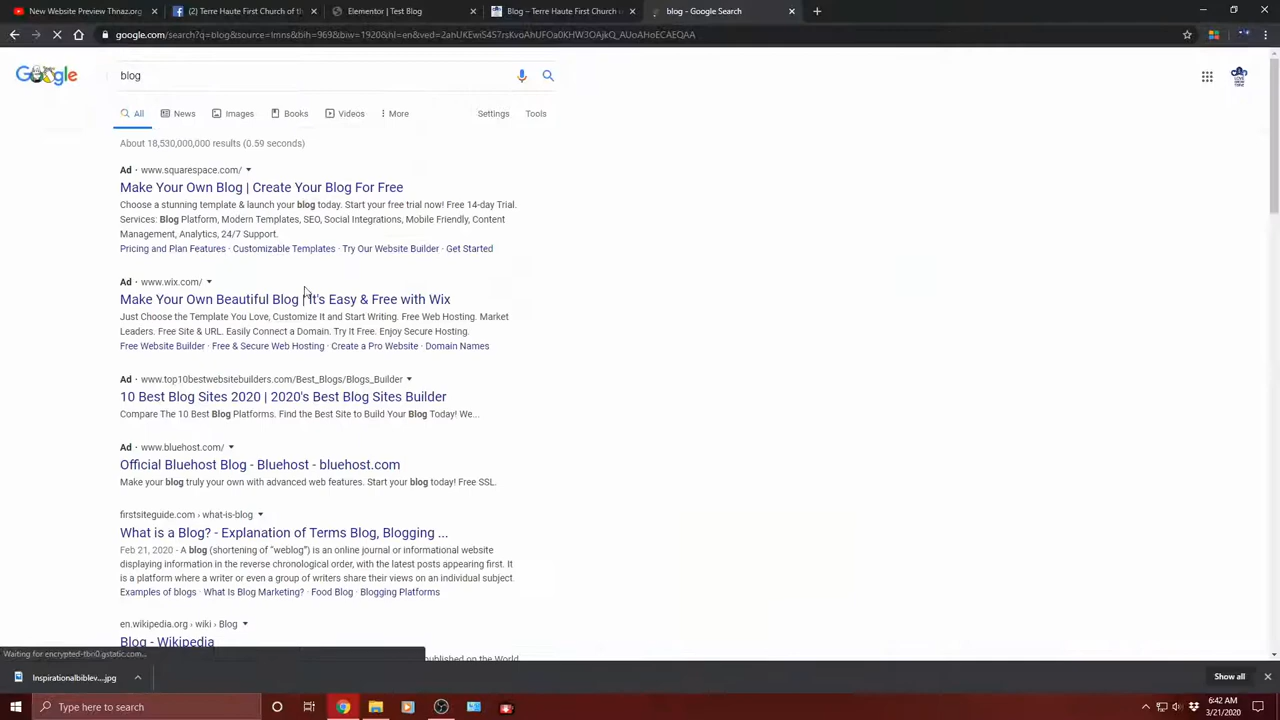 New Website Preview Thnaz.org
(2) Terre Haute First Church of th
Elementor | Test Blog
Blog – Terre Haute First Church o
blog - Google Search
google.com/search?q=blog&source=lmns&bih=969&biw=1920&hl=en&ved=
Google
blog
All News Images Books Videos More Settings Tools
About 18,530,000,000 results (0.59 seconds)
Ad · www.squarespace.com/
Make Your Own Blog | Create Your Blog For Free
Choose a stunning template & launch your blog today. Start your free trial now! Free 14-day Trial.
Services: Blog Platform, Modern Templates, SEO, Social Integrations, Mobile Friendly, Content
Management, Analytics, 24/7 Support.
Pricing and Plan Features · Customizable Templates · Try Our Website Builder · Get Started
Ad · www.wix.com/
Make Your Own Beautiful Blog | It's Easy & Free with Wix
Just Choose the Template You Love, Customize It and Start Writing. Free Web Hosting. Market
Leaders. Free Site & URL. Easily Connect a Domain. Try It Free. Enjoy Secure Hosting.
Free Website Builder · Free & Secure Web Hosting · Create a Pro Website · Domain Names
Ad · www.top10bestwebsitebuilders.com/Best_Blogs/Blogs_Builder
10 Best Blog Sites 2020 | 2020's Best Blog Sites Builder
Compare The 10 Best Blog Platforms. Find the Best Site to Build Your Blog Today! We...
Ad · www.bluehost.com/
Official Bluehost Blog - Bluehost - bluehost.com
Make your blog truly your own with advanced web features. Start your blog today! Free SSL.
firstsiteguide.com › what-is-blog
What is a Blog? - Explanation of Terms Blog, Blogging ...
Feb 21, 2020 - A blog (shortening of “weblog”) is an online journal or informational website
displaying information in the reverse chronological order, with the latest posts appearing first. It
is a platform where a writer or even a group of writers share their views on an individual subject.
Examples of blogs · What Is Blog Marketing? · Food Blog · Blogging Platforms
en.wikipedia.org › wiki › Blog
Blog - Wikipedia
published on the World
Waiting for encrypted-tbn0.gstatic.com...
Inspirationalbiblev....jpg
Show all
Type here to search
6:42 AM
3/21/2020